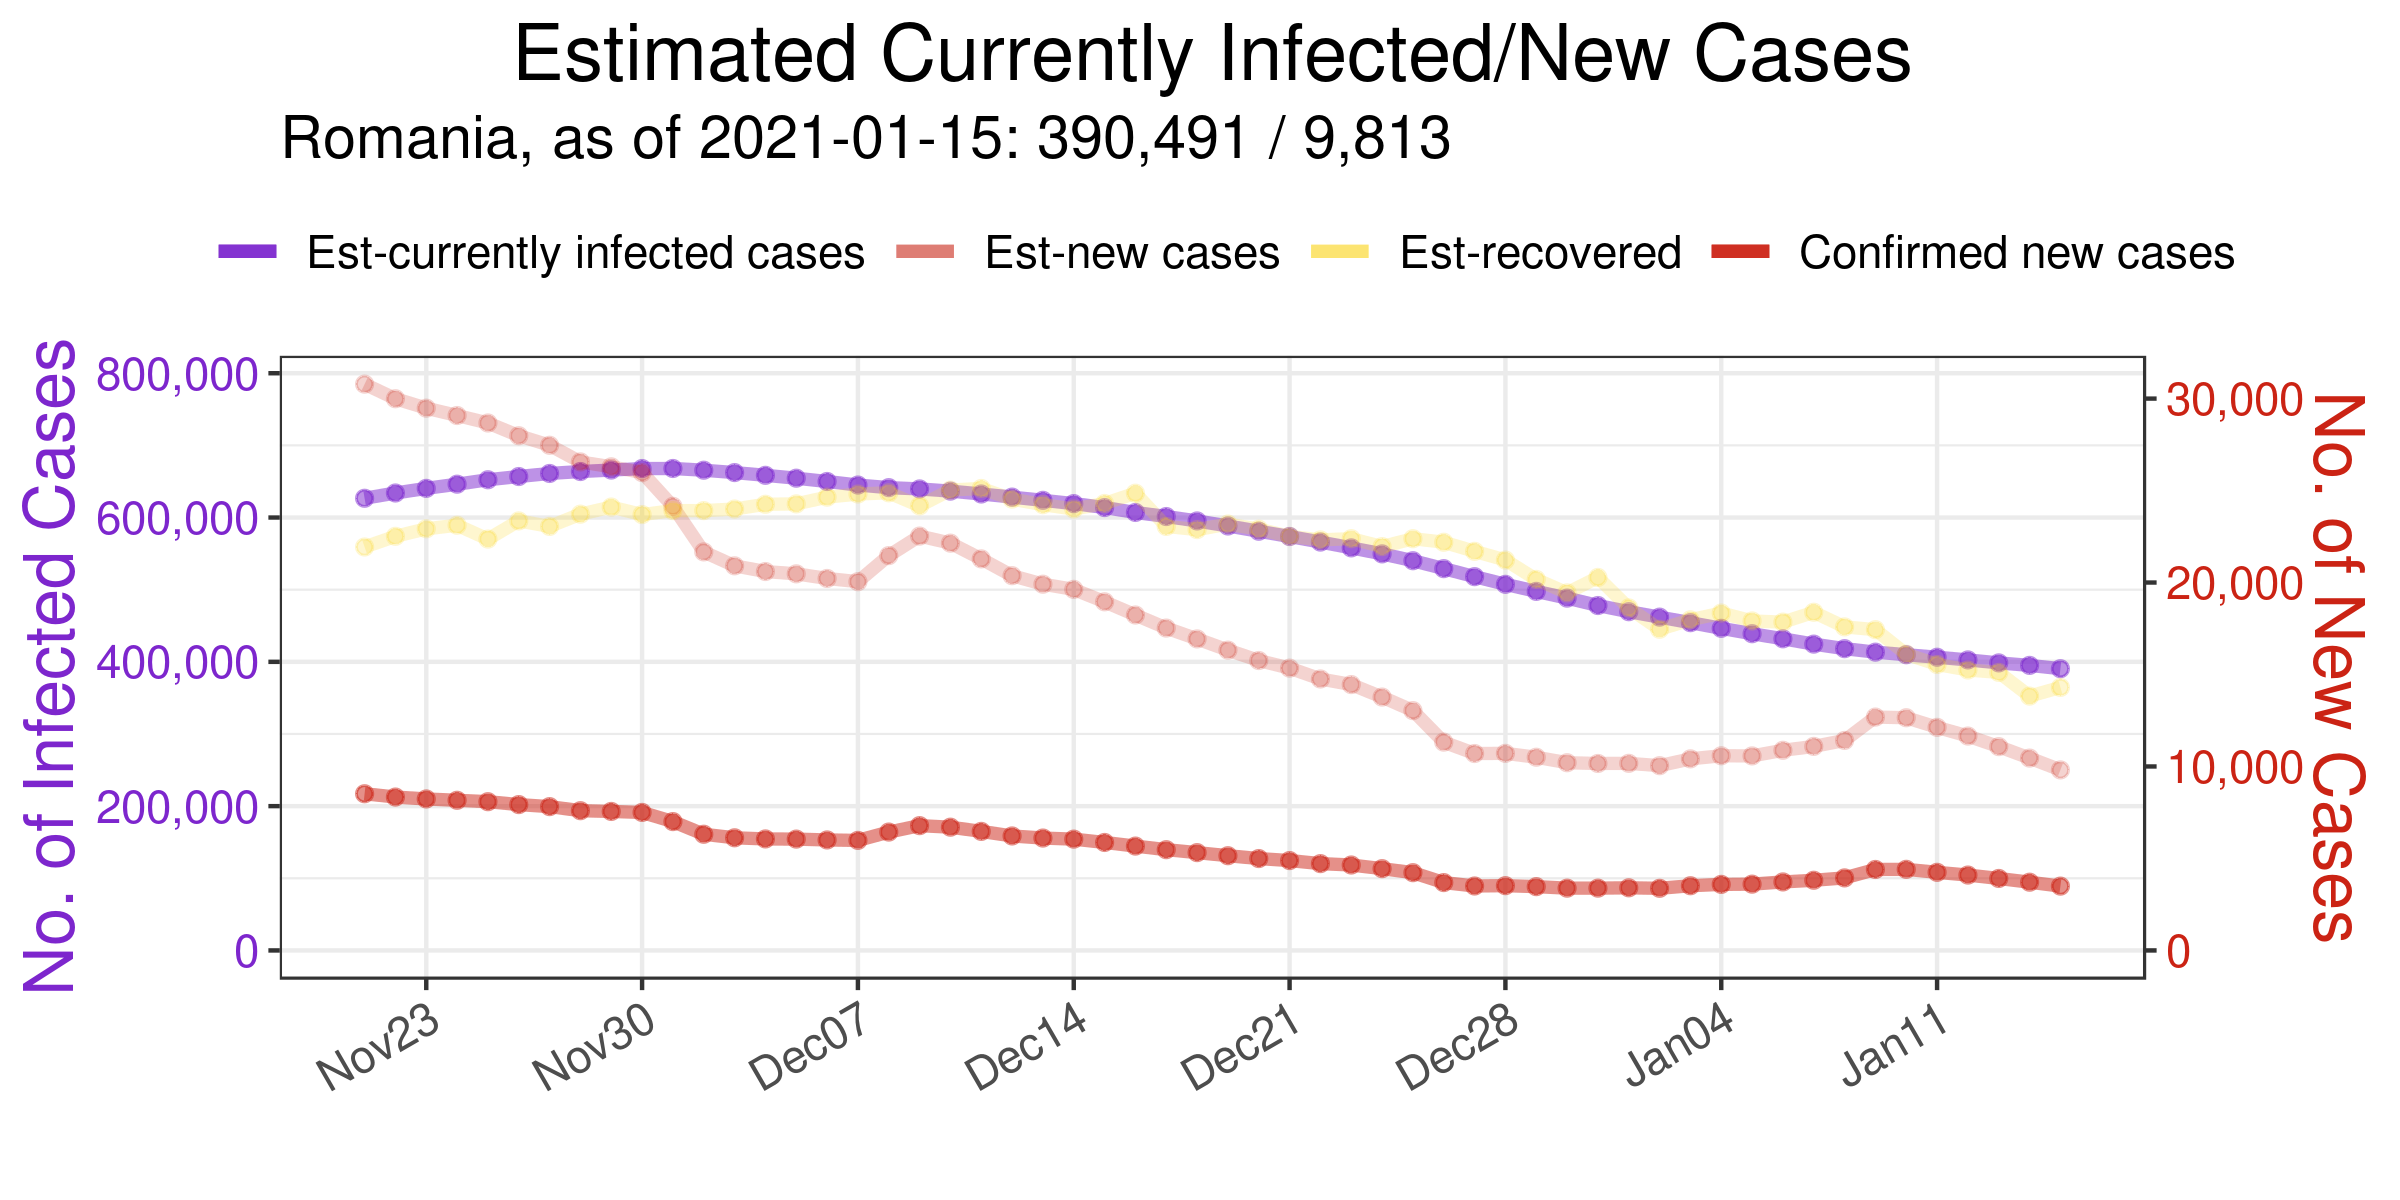 Estimated Currently Infected/New Cases
Romania, as of 2021-01-15: 390,491 / 9,813
Est-currently infected cases Est-new cases Est-recovered Confirmed new cases
No. of Infected Cases
800,000
600,000
400,000
200,000
0
30,000
20,000
10,000
0
No. of New Cases
Nov23 Nov30 Dec07 Dec14 Dec21 Dec28 Jan04 Jan11